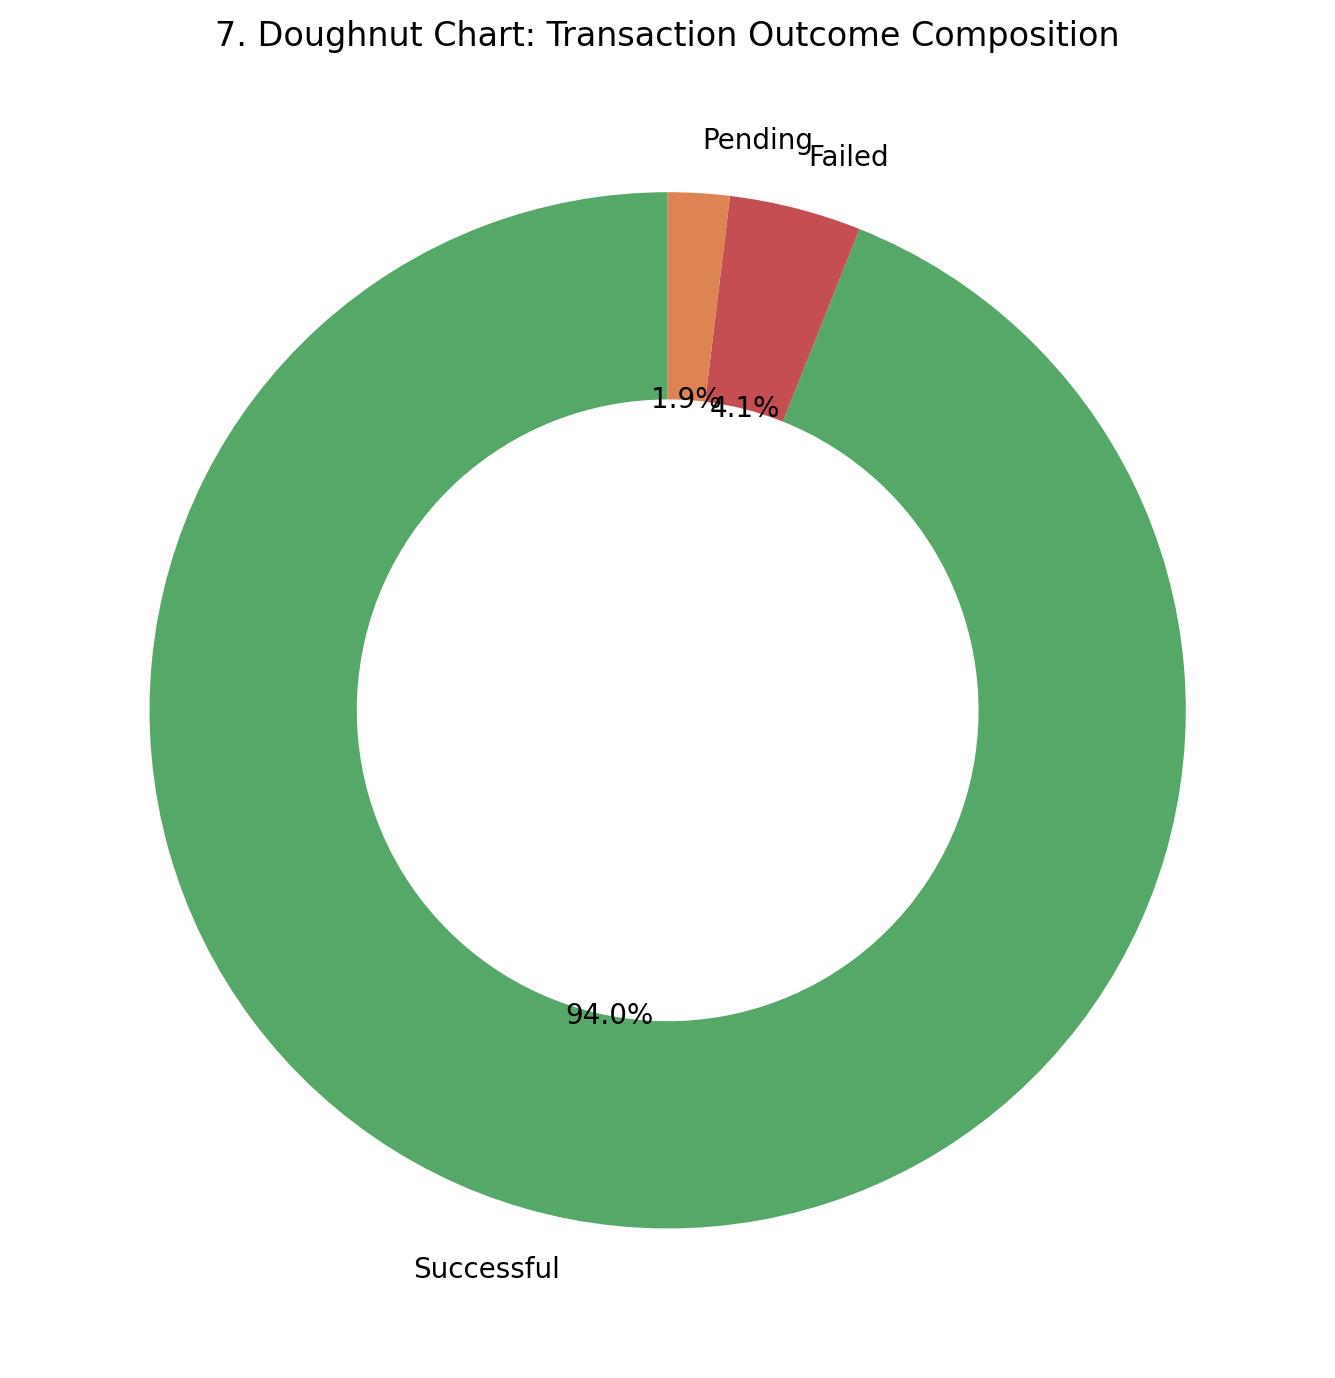 7. Doughnut Chart: Transaction Outcome Composition
Pending
Failed
1.9%
4.1%
94.0%
Successful